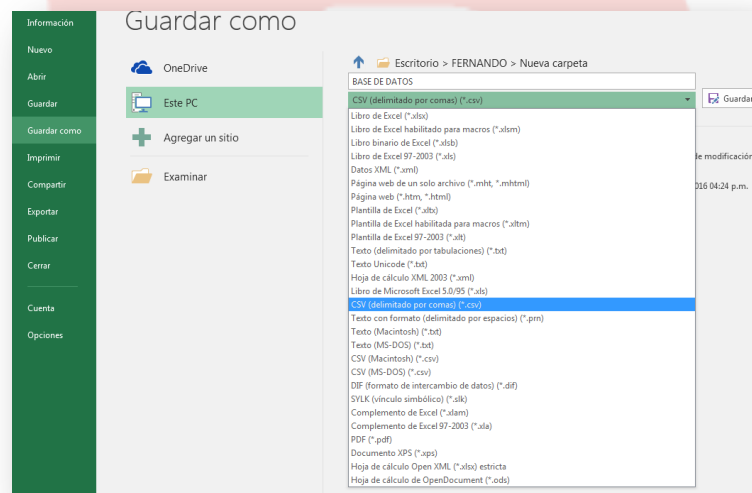 Guardar como
Información
Nuevo
Abrir
Guardar
Guardar como
Imprimir
Compartir
Exportar
Publicar
Cerrar
Cuenta
Opciones
OneDrive
Este PC
Agregar un sitio
Examinar
Escritorio > FERNANDO > Nueva carpeta
BASE DE DATOS
CSV (delimitado por comas) (*.csv)
Guardar
Libro de Excel (*.xlsx)
Libro de Excel habilitado para macros (*.xlsm)
Libro binario de Excel (*.xlsb)
Libro de Excel 97-2003 (*.xls)
Datos XML (*.xml)
Página web de un solo archivo (*.mht, *.mhtml)
Página web (*.htm, *.html)
Plantilla de Excel (*.xltx)
Plantilla de Excel habilitada para macros (*.xltm)
Plantilla de Excel 97-2003 (*.xlt)
Texto (delimitado por tabulaciones) (*.txt)
Texto Unicode (*.txt)
Hoja de cálculo XML 2003 (*.xml)
Libro de Microsoft Excel 5.0/95 (*.xls)
CSV (delimitado por comas) (*.csv)
Texto con formato (delimitado por espacios) (*.prn)
Texto (Macintosh) (*.txt)
Texto (MS-DOS) (*.txt)
CSV (Macintosh) (*.csv)
CSV (MS-DOS) (*.csv)
DIF (formato de intercambio de datos) (*.dif)
SYLK (vínculo simbólico) (*.slk)
Complemento de Excel (*.xlam)
Complemento de Excel 97-2003 (*.xla)
PDF (*.pdf)
Documento XPS (*.xps)
Hoja de cálculo Open XML (*.xlsx) estricta
Hoja de cálculo de OpenDocument (*.ods)
de modificación
016 04:24 p.m.